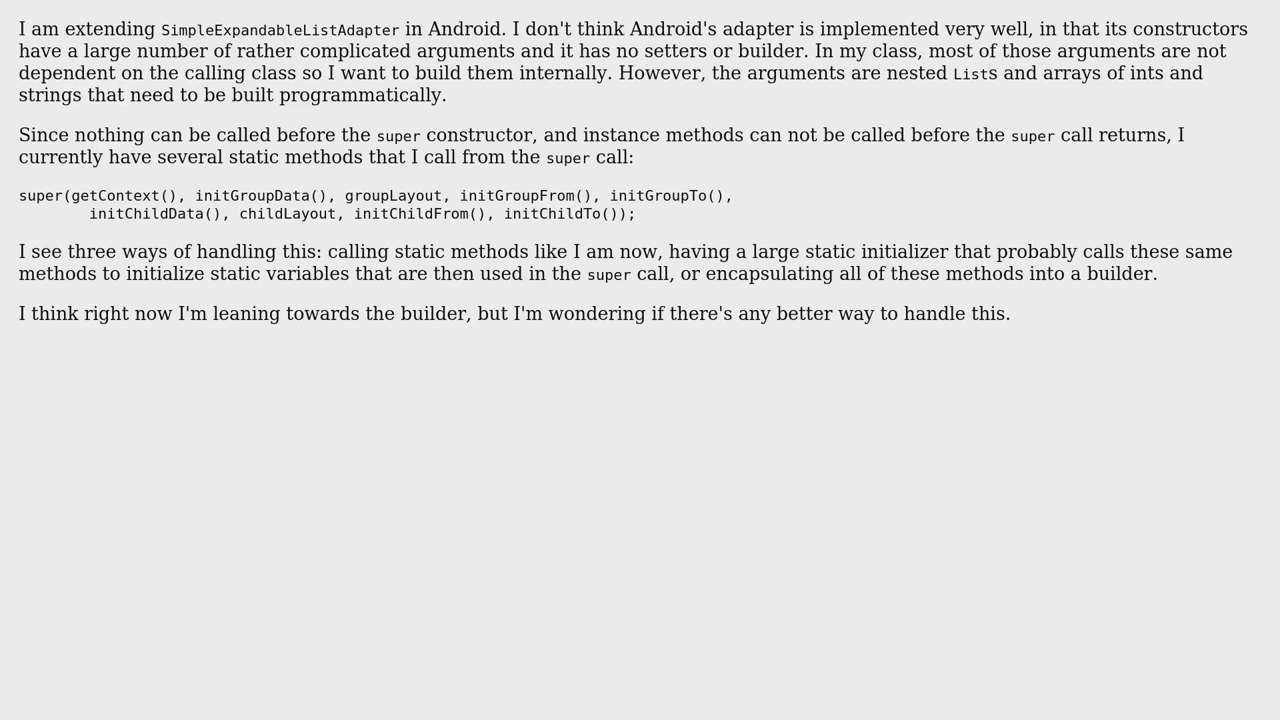 I am extending SimpleExpandableListAdapter in Android. I don't think Android's adapter is implemented very well, in that its constructors
have a large number of rather complicated arguments and it has no setters or builder. In my class, most of those arguments are not
dependent on the calling class so I want to build them internally. However, the arguments are nested Lists and arrays of ints and
strings that need to be built programmatically.
Since nothing can be called before the super constructor, and instance methods can not be called before the super call returns, I
currently have several static methods that I call from the super call:
super(getContext(), initGroupData(), groupLayout, initGroupFrom(), initGroupTo(),
        initChildData(), childLayout, initChildFrom(), initChildTo());
I see three ways of handling this: calling static methods like I am now, having a large static initializer that probably calls these same
methods to initialize static variables that are then used in the super call, or encapsulating all of these methods into a builder.
I think right now I'm leaning towards the builder, but I'm wondering if there's any better way to handle this.